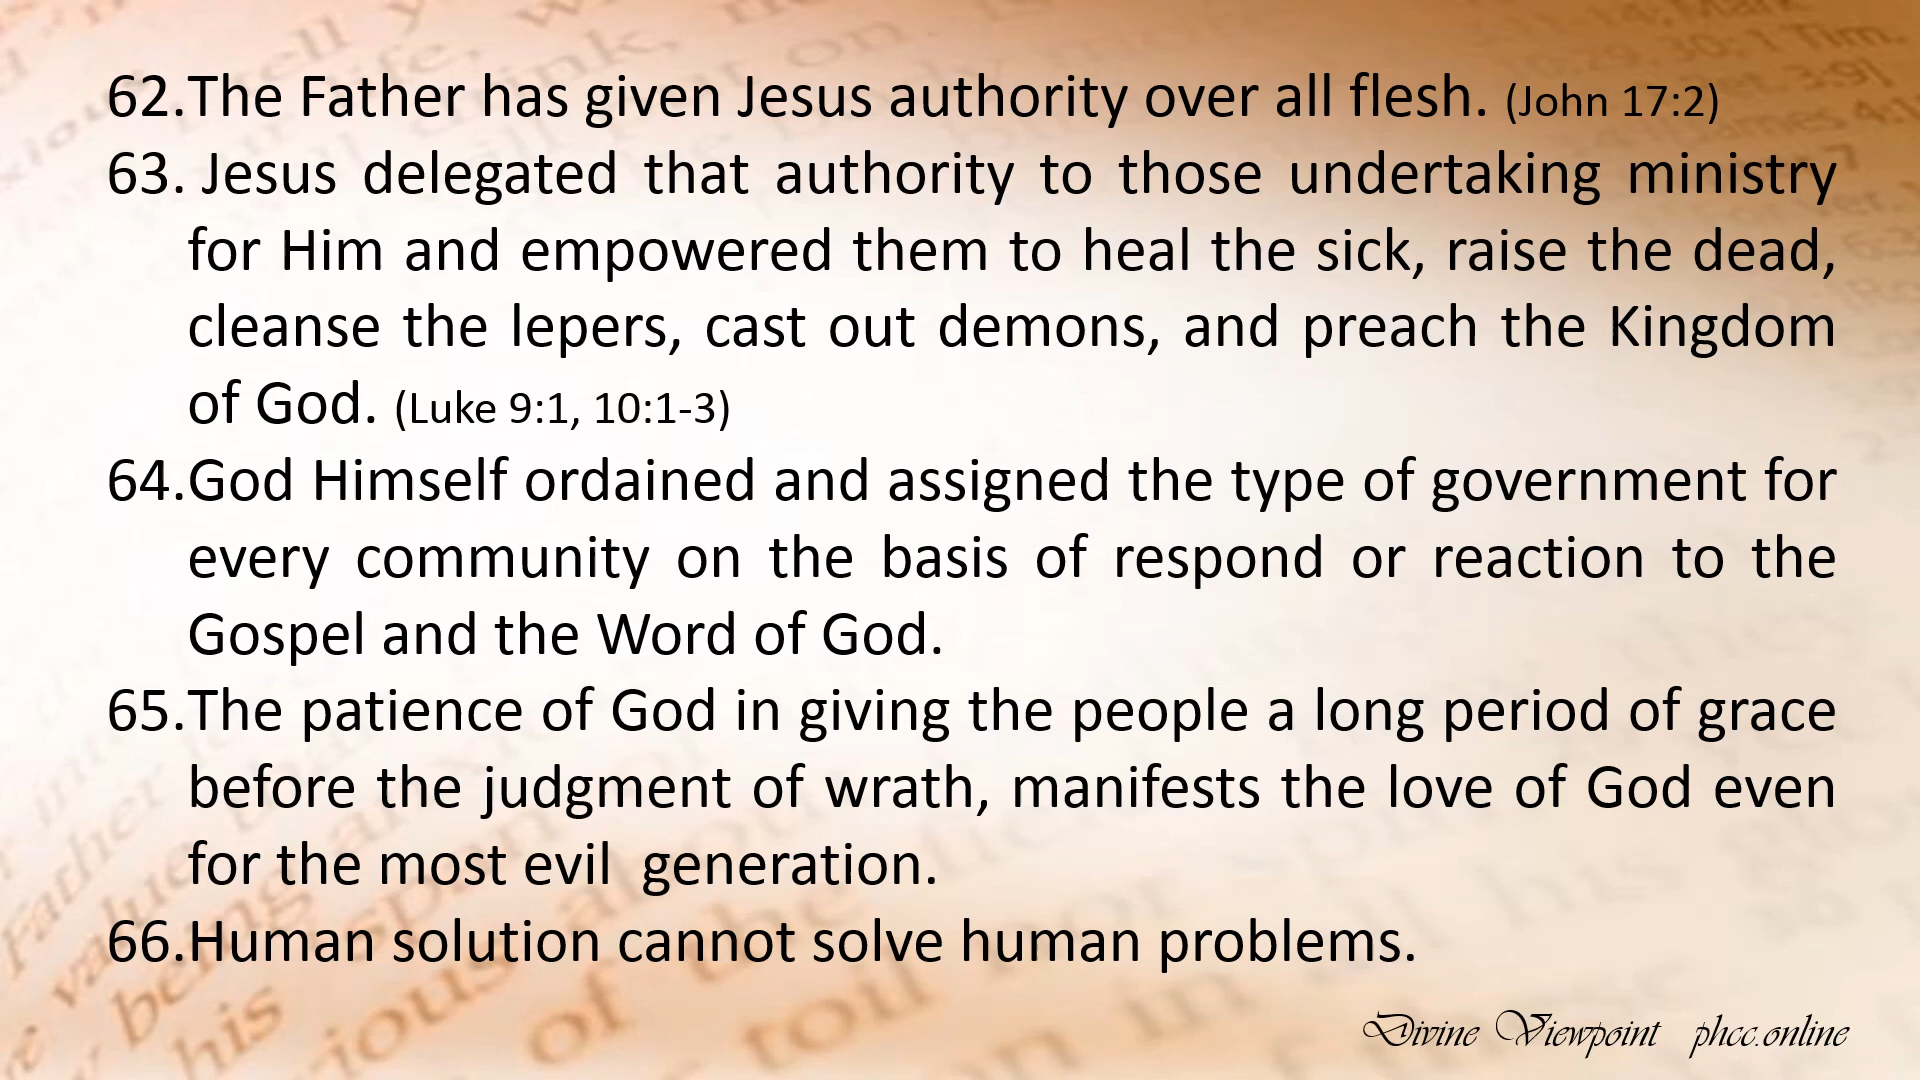 62.The Father has given Jesus authority over all flesh. (John 17:2)
63. Jesus delegated that authority to those undertaking ministry
for Him and empowered them to heal the sick, raise the dead,
cleanse the lepers, cast out demons, and preach the Kingdom
of God. (Luke 9:1, 10:1-3)
64.God Himself ordained and assigned the type of government for
every community on the basis of respond or reaction to the
Gospel and the Word of God.
65.The patience of God in giving the people a long period of grace
before the judgment of wrath, manifests the love of God even
for the most evil  generation.
66.Human solution cannot solve human problems.
Divine Viewpoint phcc.online